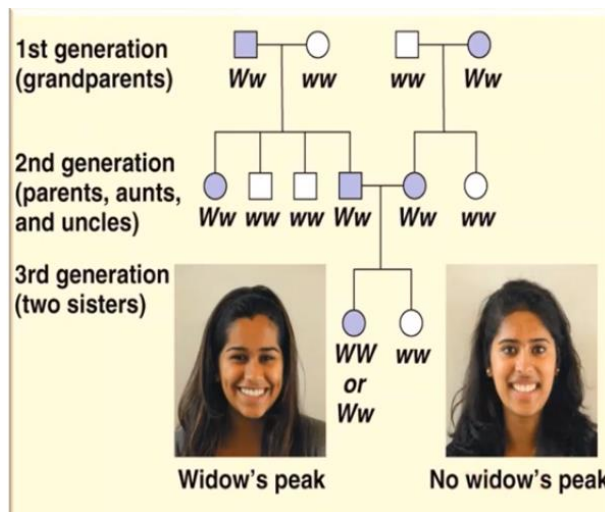 1st generation
(grandparents)
Ww ww ww Ww
2nd generation
(parents, aunts,
and uncles)
Ww ww ww Ww Ww ww
3rd generation
(two sisters)
WW ww
or
Ww
Widow's peak No widow's peak